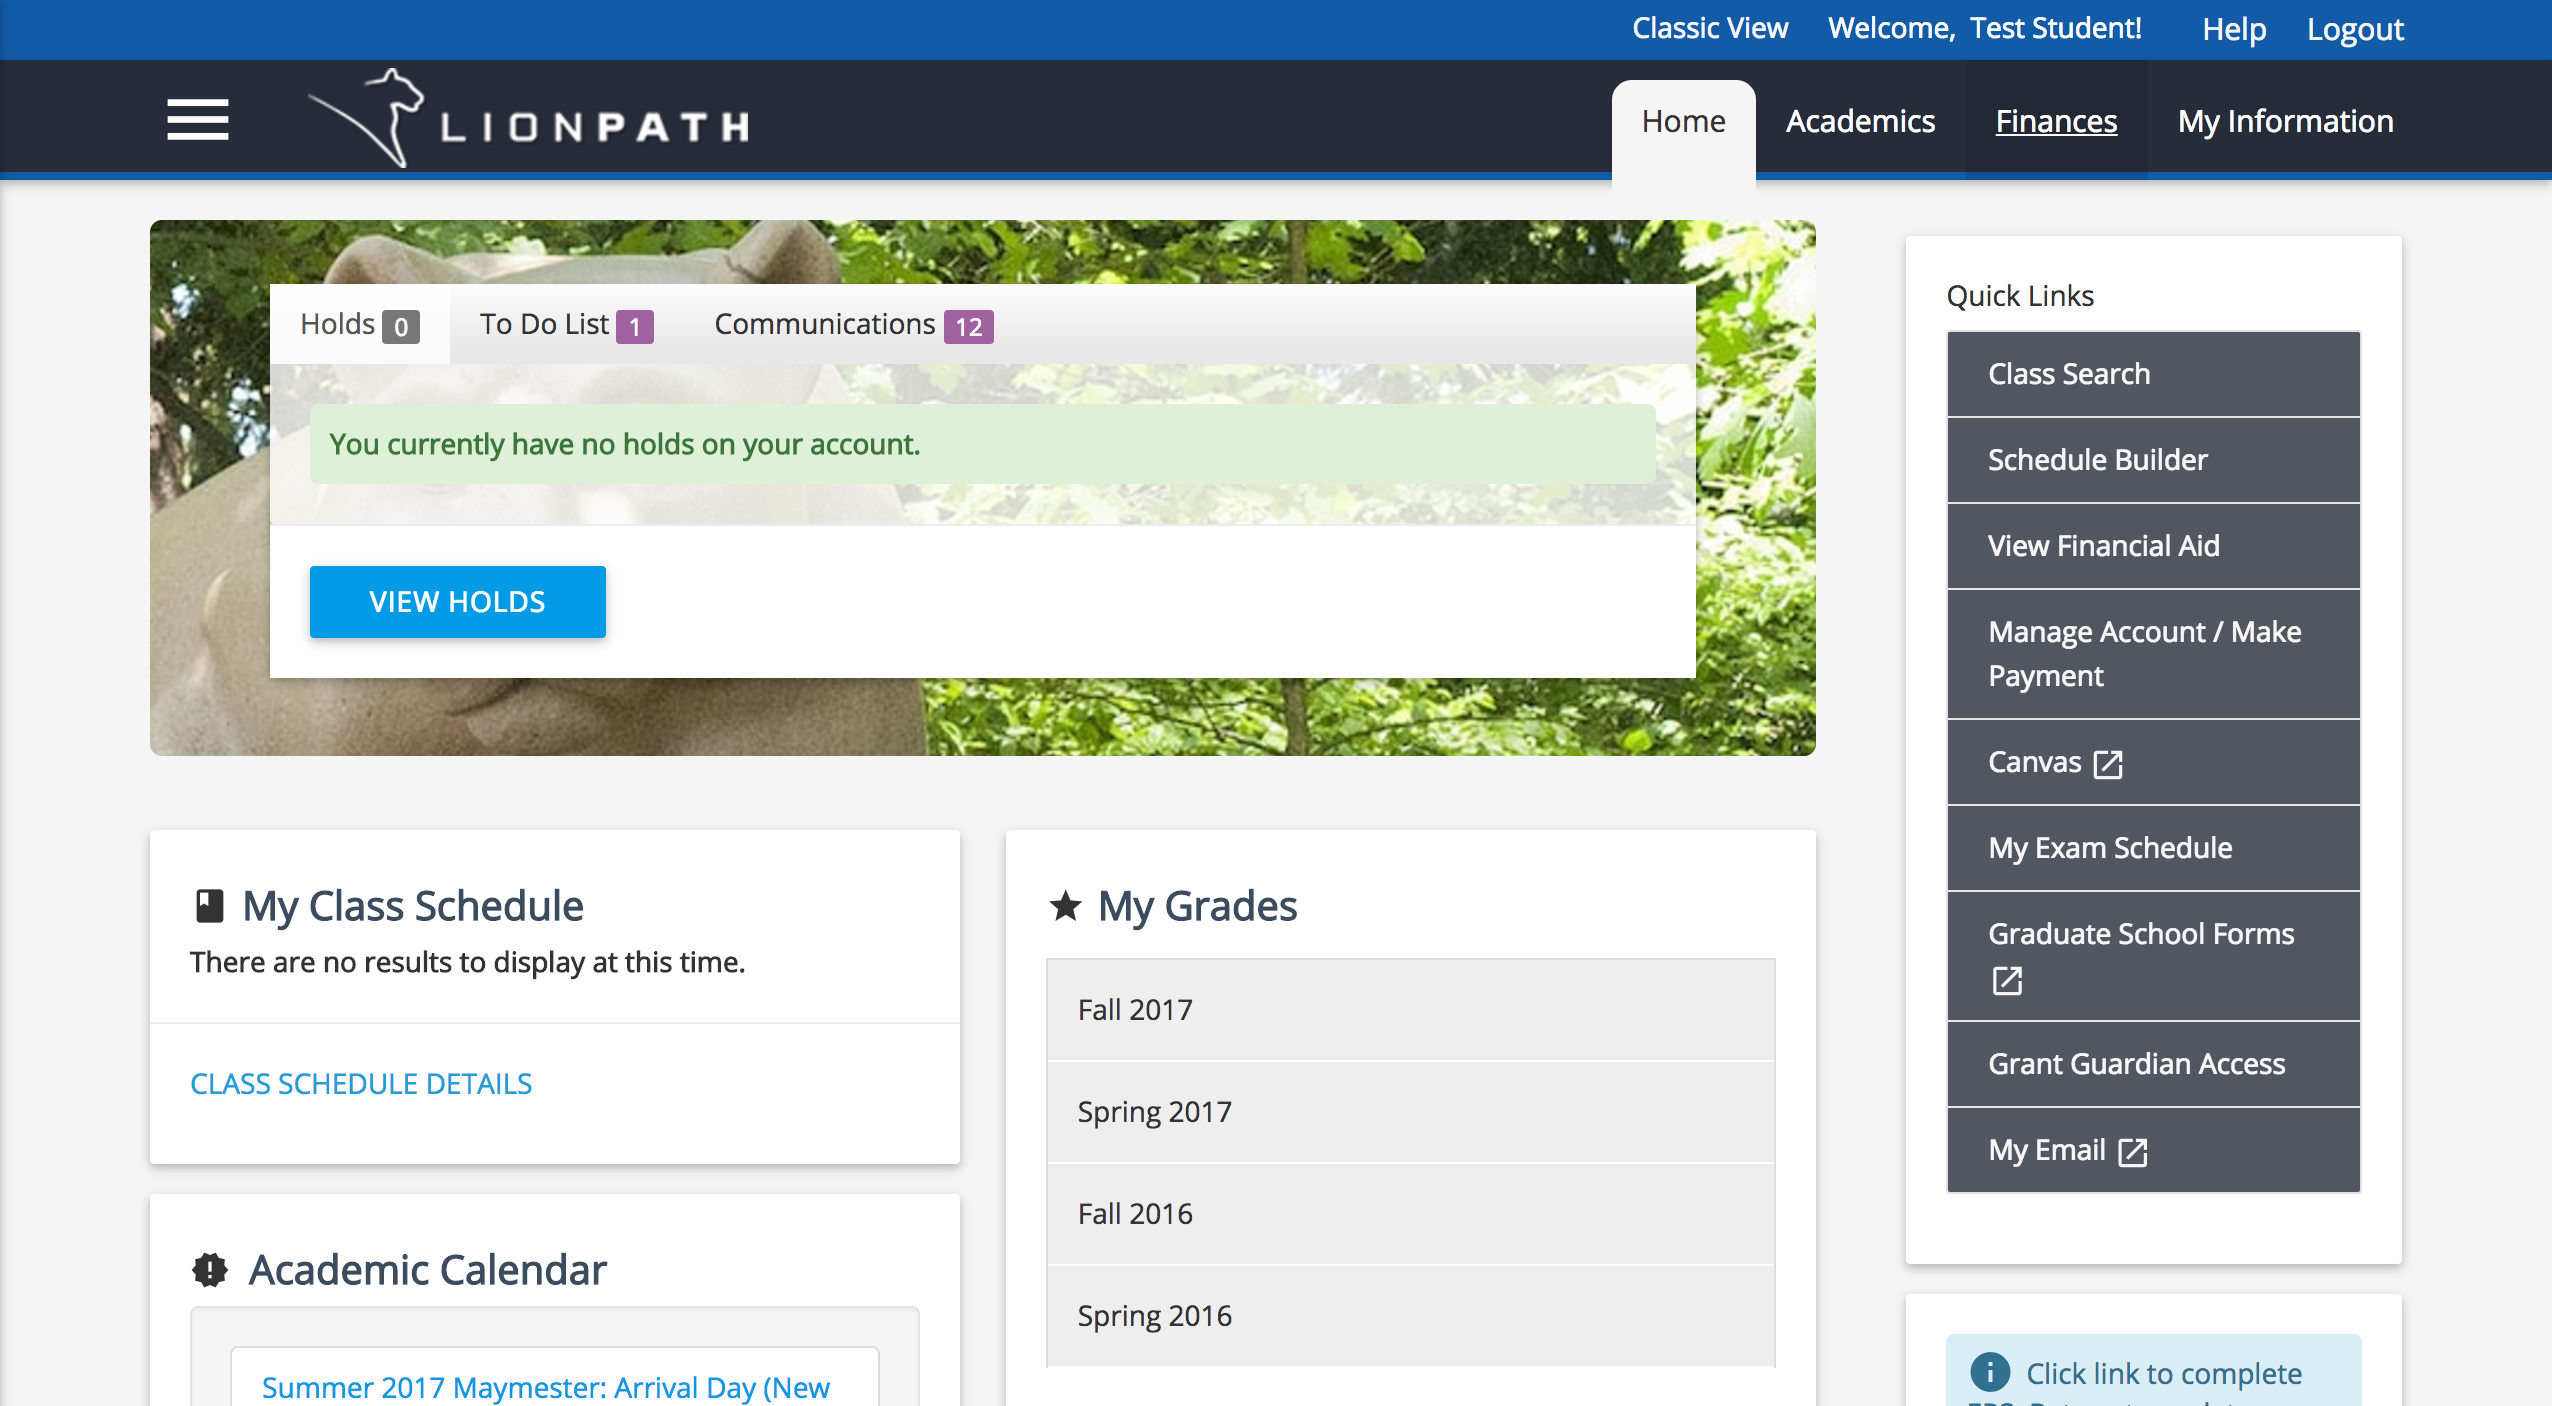 Classic View Welcome, Test Student! Help Logout
LIONPATH
Home Academics Finances My Information
Holds 0 To Do List 1 Communications 12
You currently have no holds on your account.
VIEW HOLDS
My Class Schedule
There are no results to display at this time.
CLASS SCHEDULE DETAILS
Academic Calendar
Summer 2017 Maymester: Arrival Day (New
My Grades
Fall 2017
Spring 2017
Fall 2016
Spring 2016
Quick Links
Class Search
Schedule Builder
View Financial Aid
Manage Account / Make
Payment
Canvas
My Exam Schedule
Graduate School Forms
Grant Guardian Access
My Email
Click link to complete